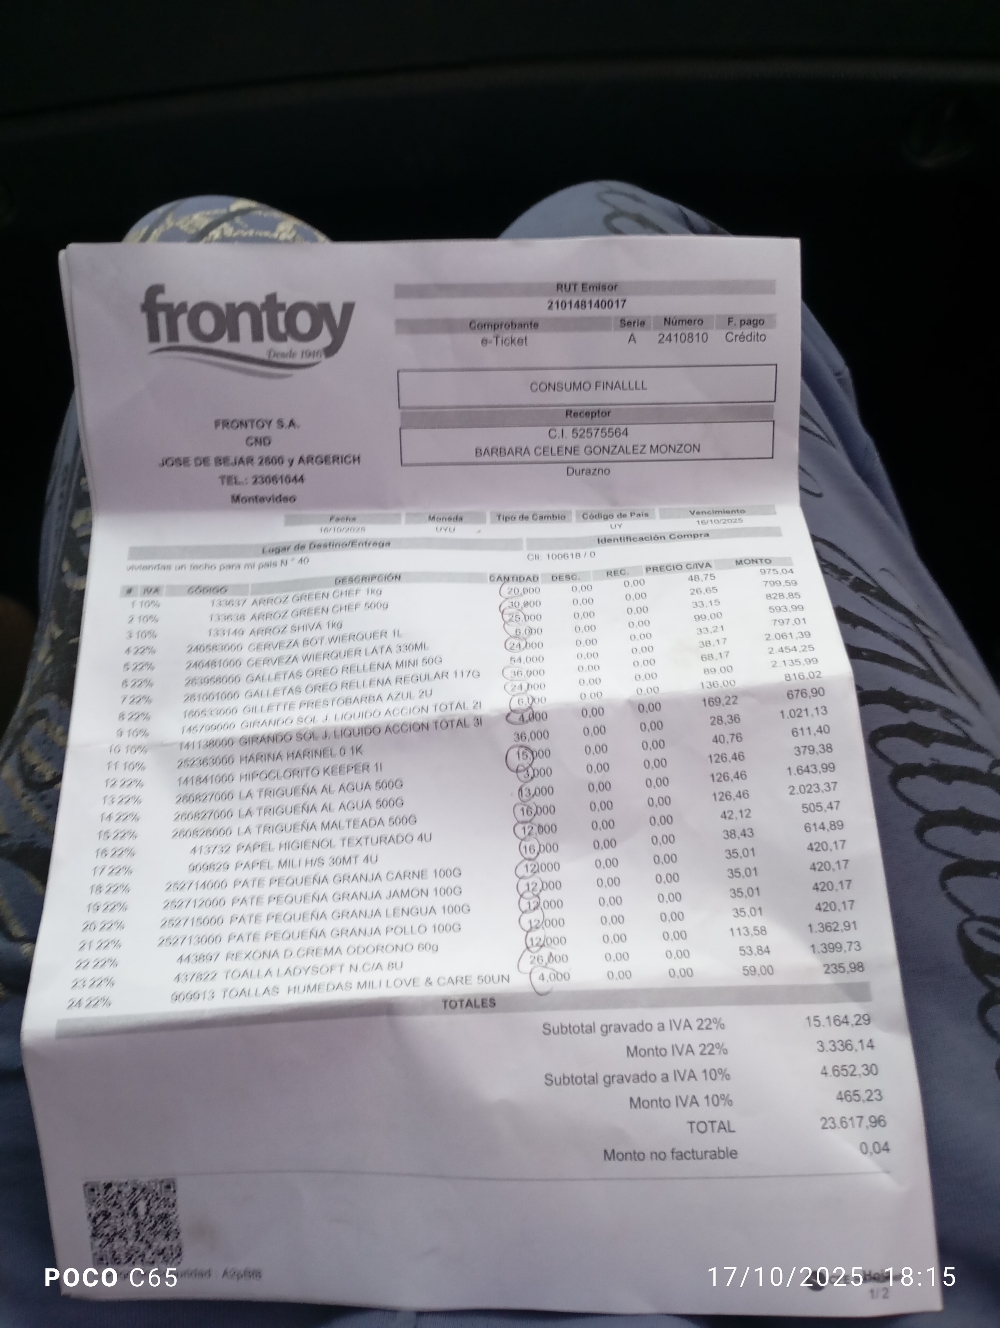 frontoy
Desde 1946
FRONTOY S.A.
CND
JOSE DE BEJAR 2600 y ARGERICH
TEL.: 23061044
Montevideo
RUT Emisor
210148140017
Comprobante Serie Número F. pago
e-Ticket A 2410810 Crédito
CONSUMO FINALLLL
Receptor
C.I. 52575564
BARBARA CELENE GONZALEZ MONZON
Durazno
Fecha Moneda Tipo de Cambio Código de País Vencimiento
16/10/2025 UYU UY 16/10/2025
Lugar de Destino/Entrega Identificación Compra
viviendas un techo para mi pais N° 40 Cli: 100618 / 0
# IVA CÓDIGO DESCRIPCIÓN CANTIDAD DESC. REC. PRECIO C/IVA MONTO
1 10% 133637 ARROZ GREEN CHEF 1kg 20,000 0,00 0,00 48,75 975,04
2 10% 133638 ARROZ GREEN CHEF 500g 30,000 0,00 0,00 26,65 799,59
3 10% 133149 ARROZ SHIVA 1kg 25,000 0,00 0,00 33,15 828,85
4 22% 240583000 CERVEZA BOT WIERQUER 1L 6,000 0,00 0,00 99,00 593,99
5 22% 240481000 CERVEZA WIERQUER LATA 330ML 24,000 0,00 0,00 33,21 797,01
6 22% 263958000 GALLETAS OREO RELLENA MINI 50G 54,000 0,00 0,00 38,17 2.061,39
7 22% 261001000 GALLETAS OREO RELLENA REGULAR 117G 36,000 0,00 0,00 68,17 2.454,25
8 22% 160533000 GILLETTE PRESTOBARBA AZUL 2U 24,000 0,00 0,00 89,00 2.135,99
9 10% 145799000 GIRANDO SOL J. LIQUIDO ACCION TOTAL 2l 6,000 0,00 0,00 136,00 816,02
10 10% 141138000 GIRANDO SOL J. LIQUIDO ACCION TOTAL 3l 4,000 0,00 0,00 169,22 676,90
11 10% 252363000 HARINA HARINEL 0 1K 36,000 0,00 0,00 28,36 1.021,13
12 22% 141841000 HIPOCLORITO KEEPER 1l 15,000 0,00 0,00 40,76 611,40
13 22% 260827000 LA TRIGUEÑA AL AGUA 500G 3,000 0,00 0,00 126,46 379,38
14 22% 260827000 LA TRIGUEÑA AL AGUA 500G 13,000 0,00 0,00 126,46 1.643,99
15 22% 260828000 LA TRIGUEÑA MALTEADA 500G 16,000 0,00 0,00 126,46 2.023,37
16 22% 413732 PAPEL HIGIENOL TEXTURADO 4U 12,000 0,00 0,00 42,12 505,47
17 22% 909829 PAPEL MILI H/S 30MT 4U 16,000 0,00 0,00 38,43 614,89
18 22% 252714000 PATE PEQUEÑA GRANJA CARNE 100G 12,000 0,00 0,00 35,01 420,17
19 22% 252712000 PATE PEQUEÑA GRANJA JAMON 100G 12,000 0,00 0,00 35,01 420,17
20 22% 252715000 PATE PEQUEÑA GRANJA LENGUA 100G 12,000 0,00 0,00 35,01 420,17
21 22% 252713000 PATE PEQUEÑA GRANJA POLLO 100G 12,000 0,00 0,00 35,01 420,17
22 22% 443897 REXONA D.CREMA ODORONO 60g 12,000 0,00 0,00 113,58 1.362,91
23 22% 437822 TOALLA LADYSOFT N.C/A 8U 26,000 0,00 0,00 53,84 1.399,73
24 22% 909913 TOALLAS HUMEDAS MILI LOVE & CARE 50UN 4,000 0,00 0,00 59,00 235,98
TOTALES
Subtotal gravado a IVA 22% 15.164,29
Monto IVA 22% 3.336,14
Subtotal gravado a IVA 10% 4.652,30
Monto IVA 10% 465,23
TOTAL 23.617,96
Monto no facturable 0,04
1/2
POCO C65
17/10/2025 18:15